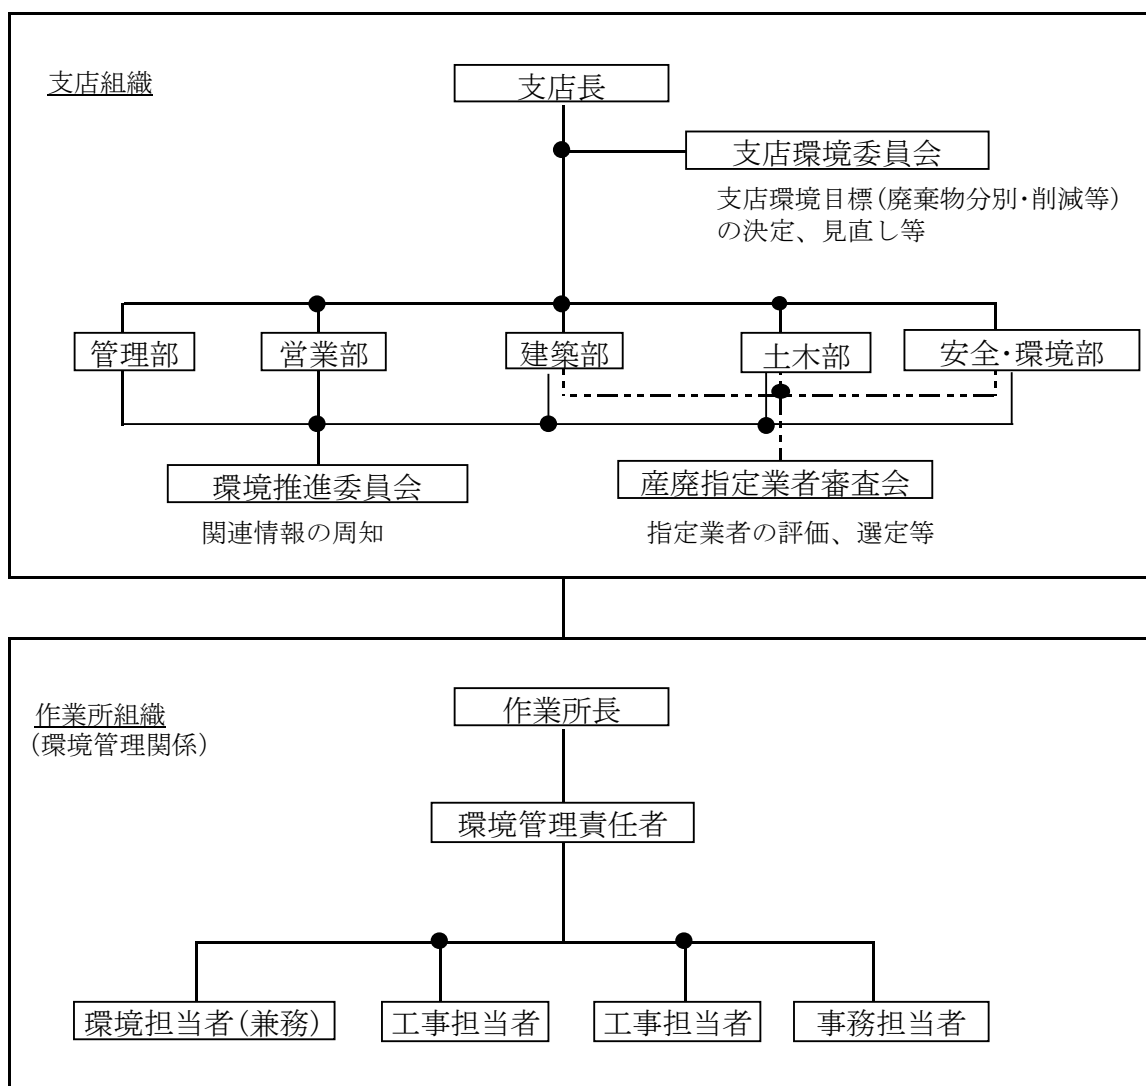 支店組織
支店長
支店環境委員会
支店環境目標(廃棄物分別・削減等)
の決定、見直し等
管理部
営業部
建築部
土木部
安全・環境部
環境推進委員会
産廃指定業者審査会
関連情報の周知
指定業者の評価、選定等
作業所組織
(環境管理関係)
作業所長
環境管理責任者
環境担当者(兼務)
工事担当者
工事担当者
事務担当者